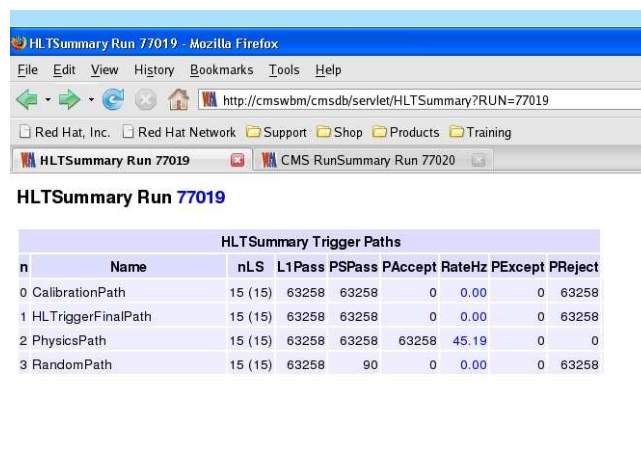 HLTSummary Run 77019 - Mozilla Firefox
File Edit View History Bookmarks Tools Help
http://cmswbm/cmsdb/servlet/HLTSummary?RUN=77019
Red Hat, Inc. Red Hat Network Support Shop Products Training
HLTSummary Run 77019 CMS RunSummary Run 77020
HLTSummary Run 77019
HLTSummary Trigger Paths
n Name nLS L1Pass PSPass PAccept RateHz PExcept PReject
0 CalibrationPath 15 (15) 63258 63258 0 0.00 0 63258
1 HLTriggerFinalPath 15 (15) 63258 63258 0 0.00 0 63258
2 PhysicsPath 15 (15) 63258 63258 63258 45.19 0 0
3 RandomPath 15 (15) 63258 90 0 0.00 0 63258